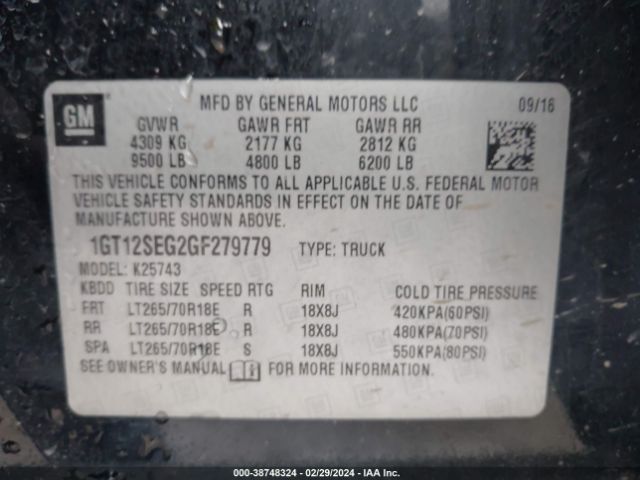 GM
MFD BY GENERAL MOTORS LLC 09/16
GVWR GAWR FRT GAWR RR
4309 KG 2177 KG 2812 KG
9500 LB 4800 LB 6200 LB
THIS VEHICLE CONFORMS TO ALL APPLICABLE U.S. FEDERAL MOTOR
VEHICLE SAFETY STANDARDS IN EFFECT ON THE DATE OF
MANUFACTURE SHOWN ABOVE.
1GT12SEG2GF279779 TYPE: TRUCK
MODEL: K25743
KBDD TIRE SIZE SPEED RTG RIM COLD TIRE PRESSURE
FRT LT265/70R18E R 18X8J 420KPA(60PSI)
RR LT265/70R18E R 18X8J 480KPA(70PSI)
SPA LT265/70R18E S 18X8J 550KPA(80PSI)
SEE OWNER'S MANUAL FOR MORE INFORMATION.
000-38748324 - 02/29/2024 - IAA Inc.